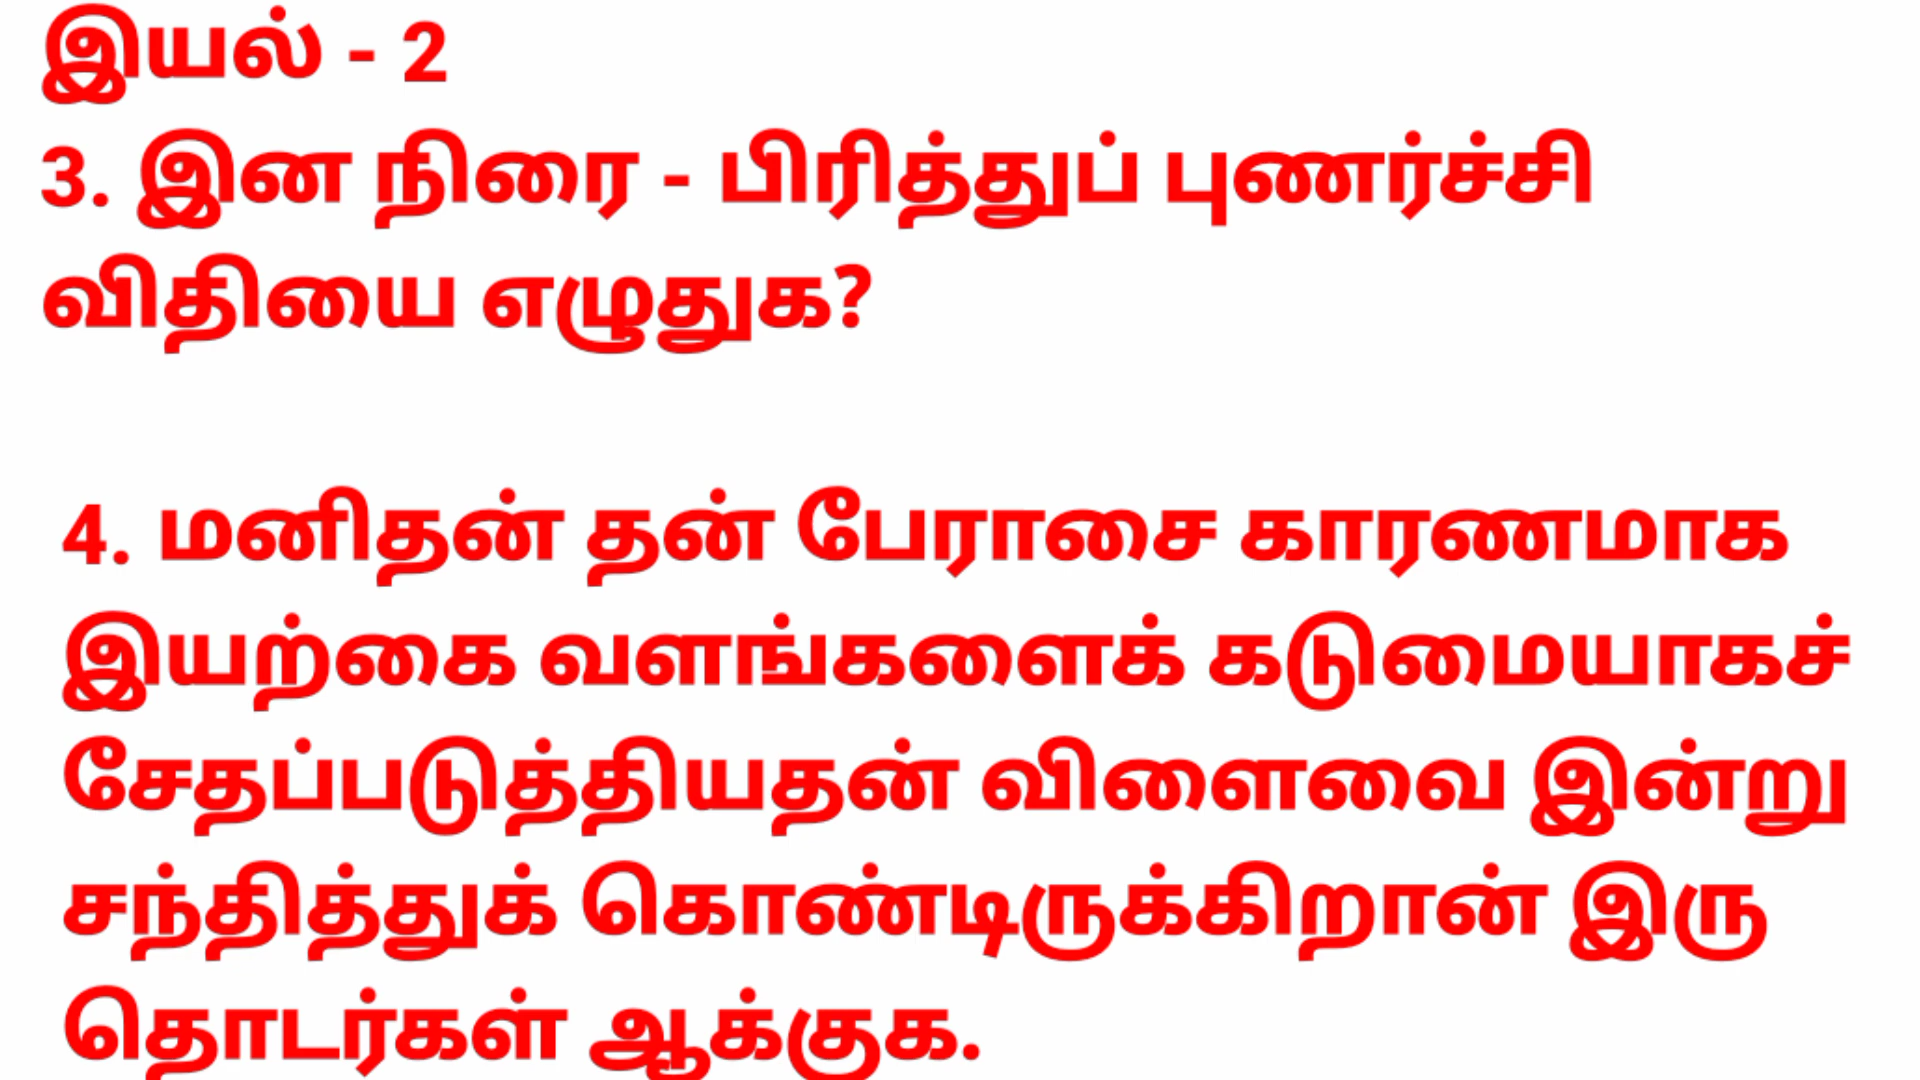 இயல் - 2
3. இன நிரை - பிரித்துப் புணர்ச்சி
விதியை எழுதுக?
4. மனிதன் தன் பேராசை காரணமாக
இயற்கை வளங்களைக் கடுமையாகச்
சேதப்படுத்தியதன் விளைவை இன்று
சந்தித்துக் கொண்டிருக்கிறான் இரு
தொடர்கள் ஆக்குக.